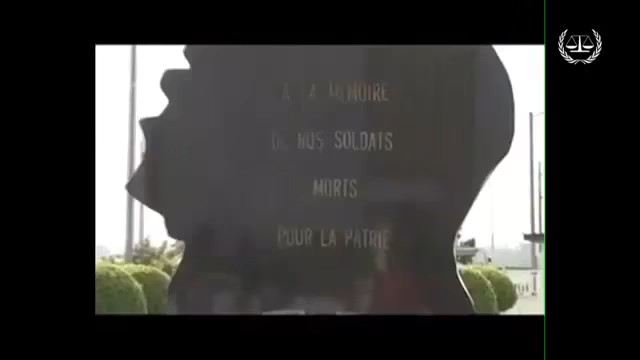 A LA MEMOIRE
DE NOS SOLDATS
MORTS
POUR LA PATRIE